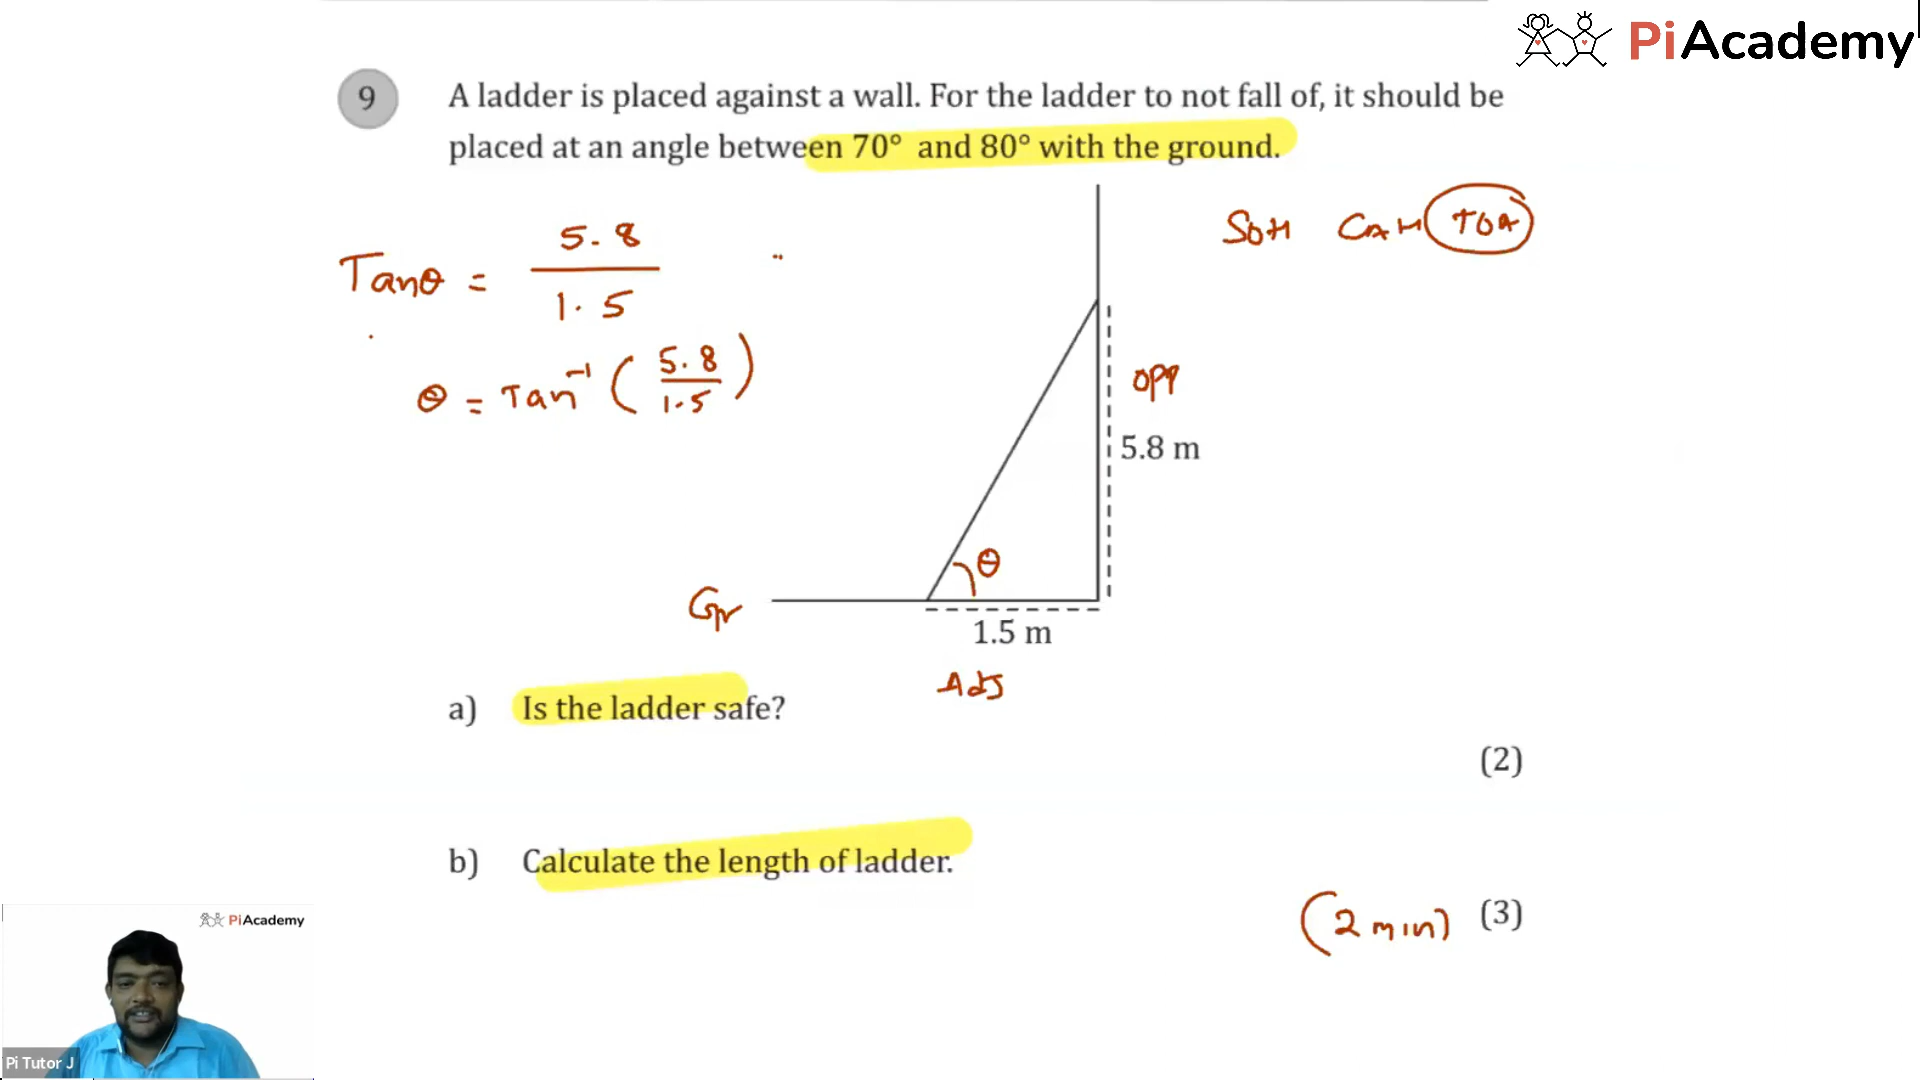 PiAcademy
9
A ladder is placed against a wall. For the ladder to not fall of, it should be
placed at an angle between 70° and 80° with the ground.
SOH CAH TOA
Tanθ = 5.8 / 1.5
θ = Tan⁻¹ ( 5.8 / 1.5 )
OPP
5.8 m
θ
Gr
1.5 m
Adj
a) Is the ladder safe?
(2)
b) Calculate the length of ladder.
(2 min) (3)
PiAcademy
Pi Tutor J